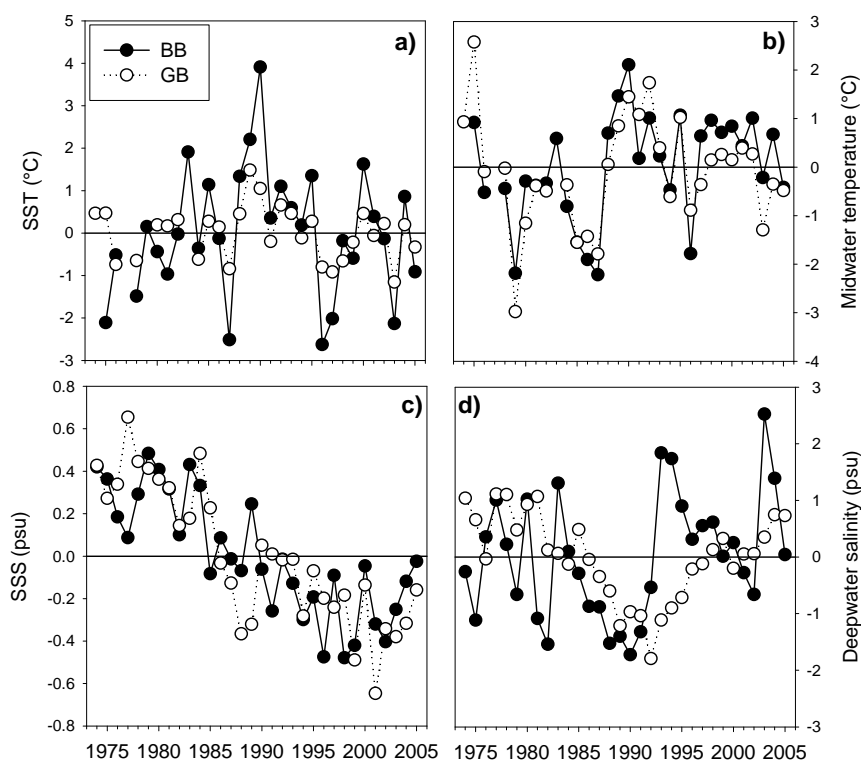 5
4
3
2
1
0
-1
-2
-3
SST (°C)
BB
GB
a)
b)
3
2
1
0
-1
-2
-3
-4
Midwater temperature (°C)
0.8
0.6
0.4
0.2
0.0
-0.2
-0.4
-0.6
-0.8
SSS (psu)
c)
1975 1980 1985 1990 1995 2000 2005
d)
3
2
1
0
-1
-2
-3
Deepwater salinity (psu)
1975 1980 1985 1990 1995 2000 2005